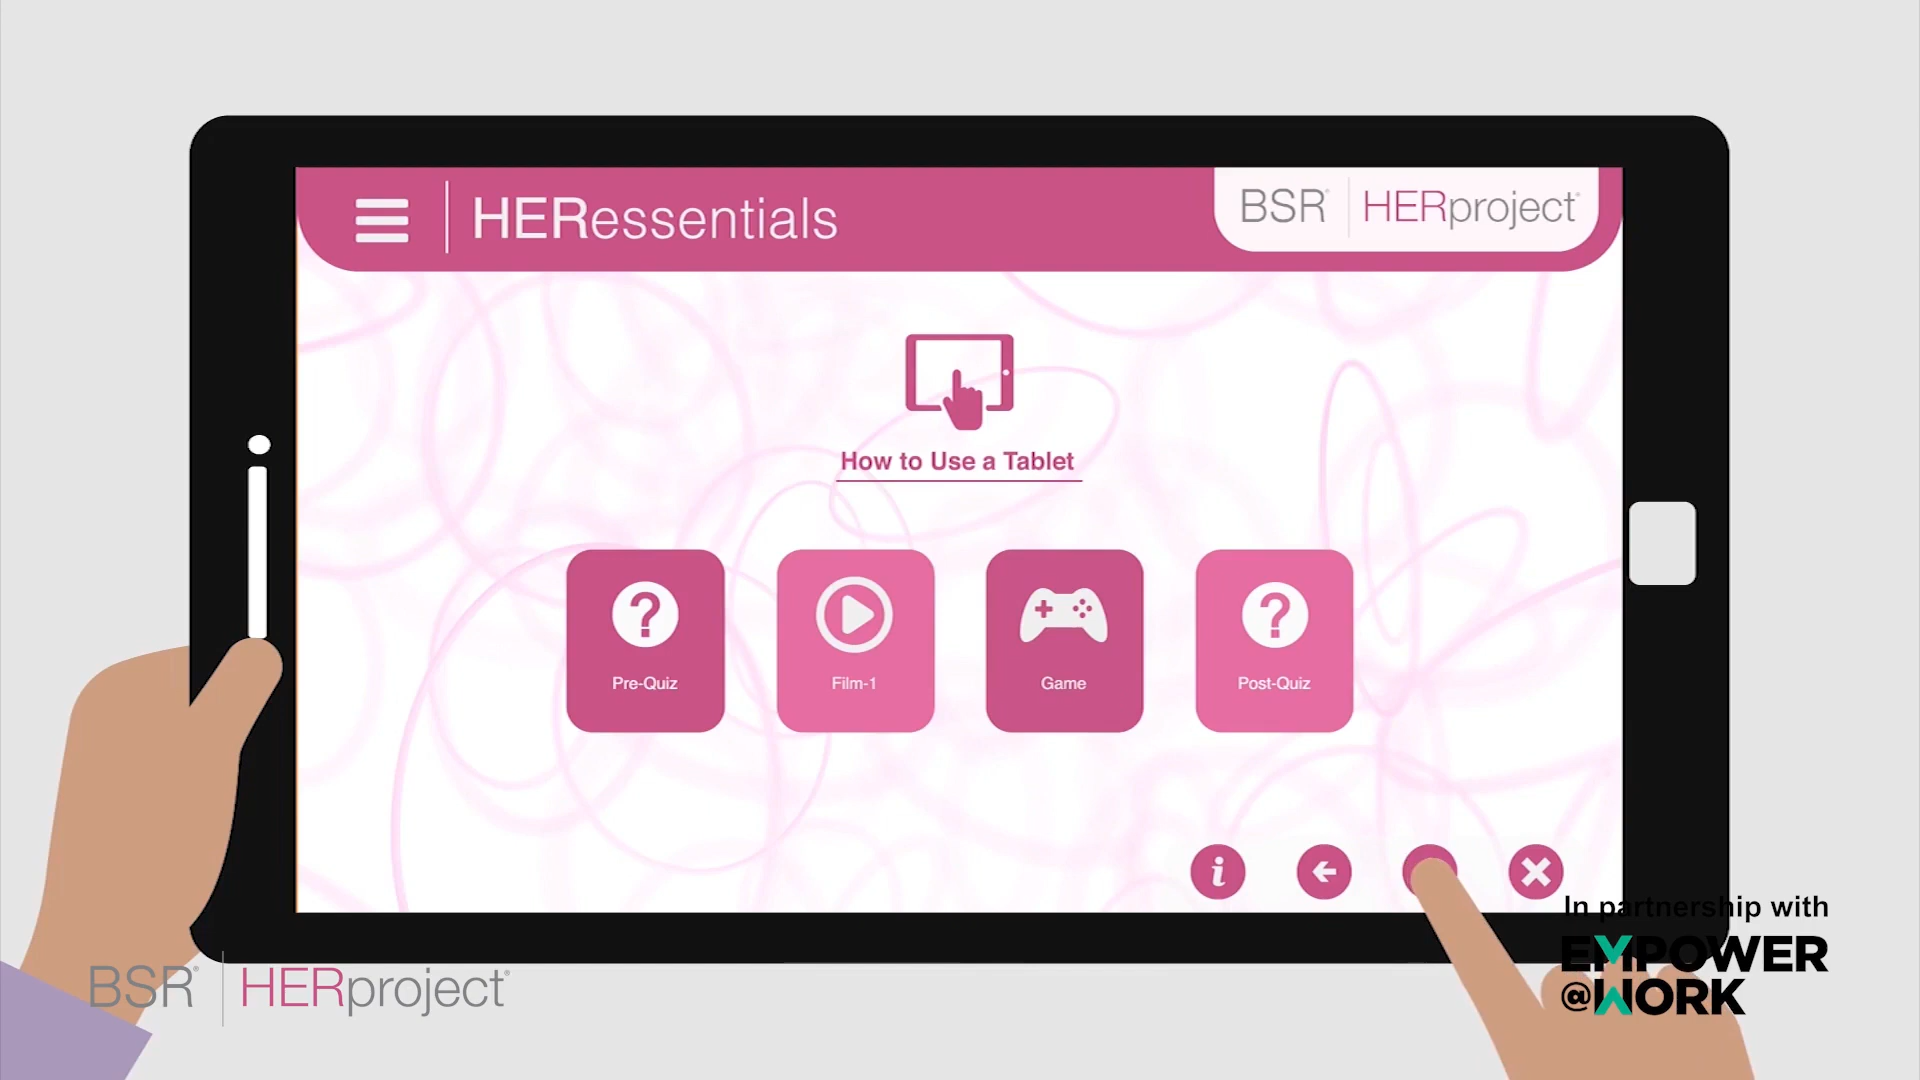 HERessentials
BSR® | HERproject®
How to Use a Tablet
? Pre-Quiz
Film-1
Game
? Post-Quiz
i
In partnership with
EMPOWER
@WORK
BSR® | HERproject®